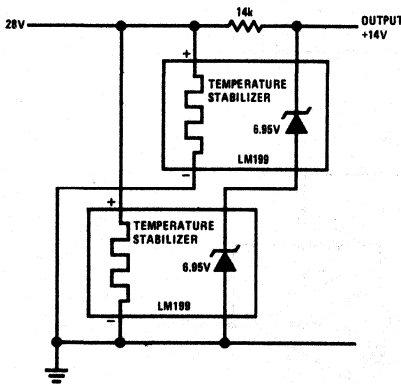 14k
28V
OUTPUT
+14V
+
TEMPERATURE
STABILIZER
6.95V
LM199
–
+
TEMPERATURE
STABILIZER
6.95V
LM199
–